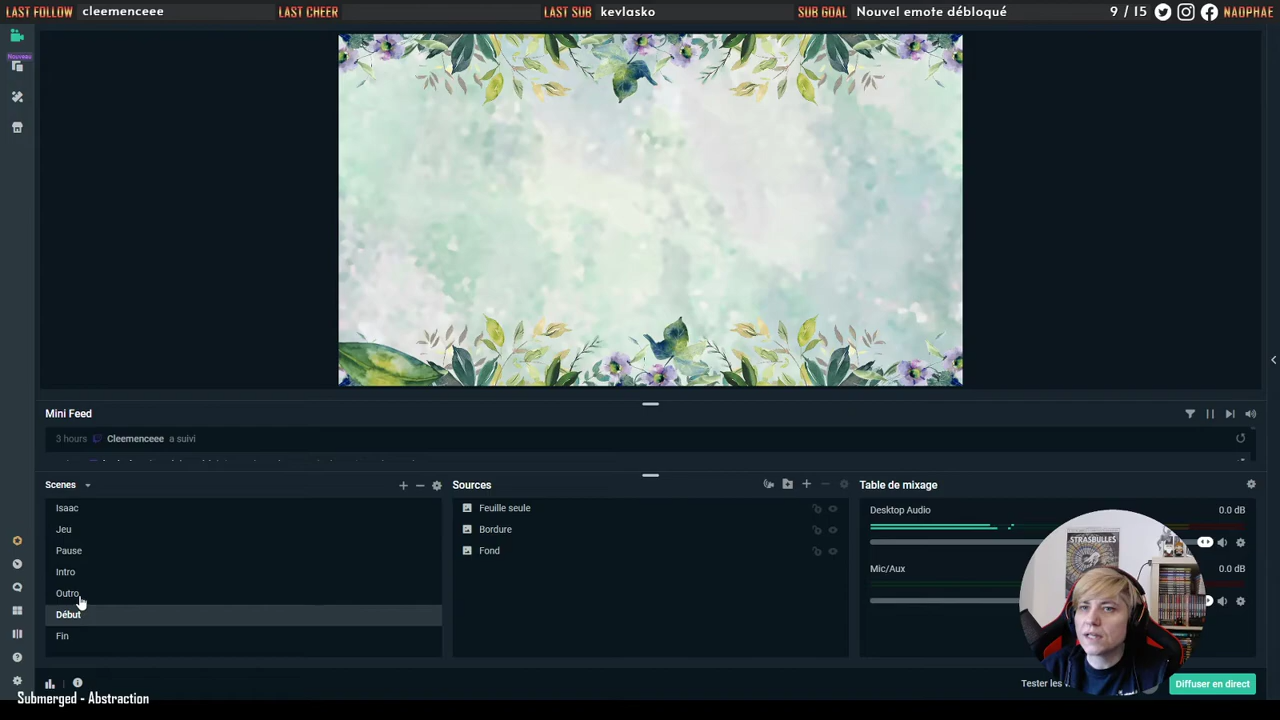 LAST FOLLOW cleemenceee LAST CHEER LAST SUB kevlasko SUB GOAL Nouvel emote débloqué 9 / 15 NAOPHAE
Nouveau
Mini Feed
3 hours Cleemenceee a suivi
Scenes
Isaac
Jeu
Pause
Intro
Outro
Début
Fin
Sources
Feuille seule
Bordure
Fond
Table de mixage
Desktop Audio 0.0 dB
Mic/Aux 0.0 dB
STRASBULLES
Tester les
Diffuser en direct
Submerged - Abstraction